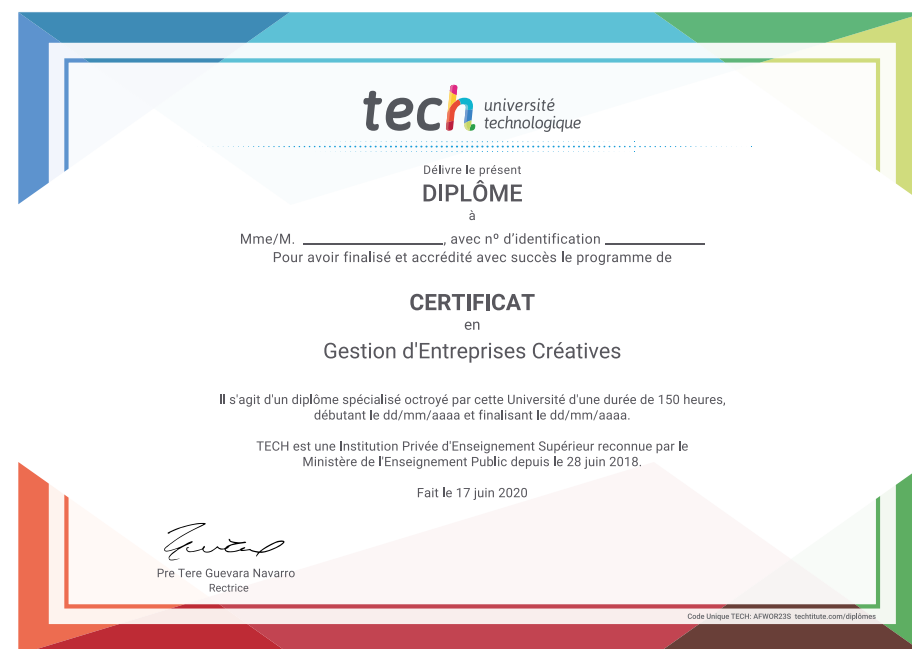 tech université
technologique
Délivre le présent
DIPLÔME
à
Mme/M. ____________________, avec nº d'identification ______________
Pour avoir finalisé et accrédité avec succès le programme de
CERTIFICAT
en
Gestion d'Entreprises Créatives
Il s'agit d'un diplôme spécialisé octroyé par cette Université d'une durée de 150 heures,
débutant le dd/mm/aaaa et finalisant le dd/mm/aaaa.
TECH est une Institution Privée d'Enseignement Supérieur reconnue par le
Ministère de l'Enseignement Public depuis le 28 juin 2018.
Fait le 17 juin 2020
Pre Tere Guevara Navarro
Rectrice
Code Unique TECH: AFWOR23S techtitute.com/diplômes